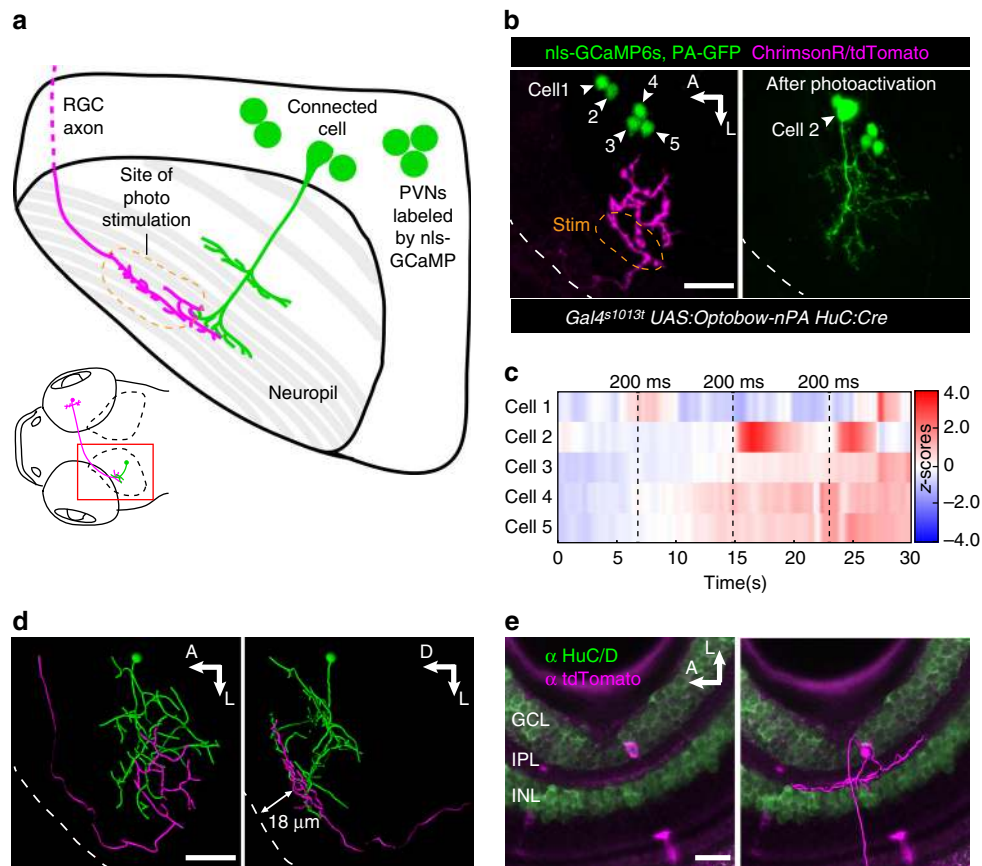 a
RGC
axon
Connected
cell
Site of
photo
stimulation
PVNs
labeled
by nls-
GCaMP
Neuropil
b
nls-GCaMP6s, PA-GFP ChrimsonR/tdTomato
Cell1
2
4
3
5
A
L
Stim
After photoactivation
Cell 2
Gal4s1013t UAS:Optobow-nPA HuC:Cre
c
200 ms 200 ms 200 ms
Cell 1
Cell 2
Cell 3
Cell 4
Cell 5
0 5 10 15 20 25 30
Time(s)
4.0
2.0
0
–2.0
–4.0
z-scores
d
A
L
D
L
18 μm
e
α HuC/D
α tdTomato
L
A
GCL
IPL
INL